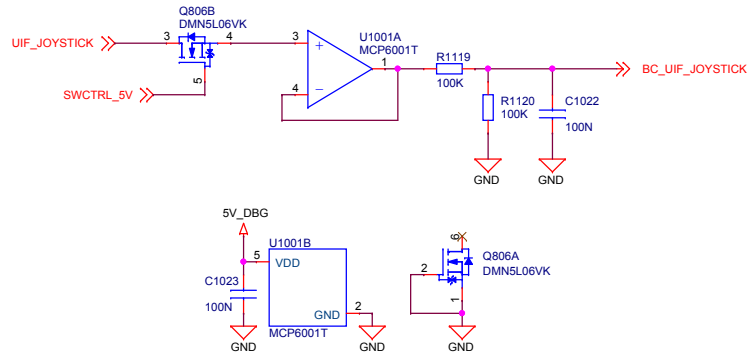 Q806B
DMN5L06VK
UIF_JOYSTICK
3
4
5
SWCTRL_5V
3
4
+
−
1
U1001A
MCP6001T
R1119
100K
R1120
100K
C1022
100N
BC_UIF_JOYSTICK
GND
GND
5V_DBG
U1001B
5
VDD
C1023
100N
GND
2
MCP6001T
GND
GND
6
2
1
Q806A
DMN5L06VK
GND